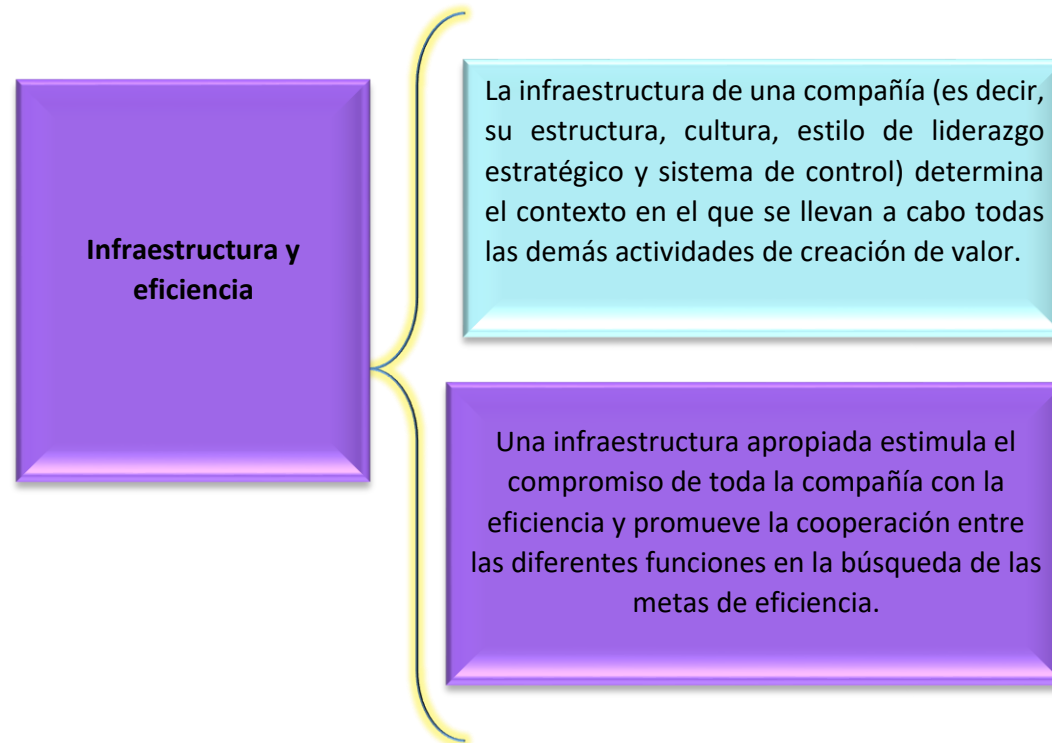 Infraestructura y
eficiencia
La infraestructura de una compañía (es decir,
su estructura, cultura, estilo de liderazgo
estratégico y sistema de control) determina
el contexto en el que se llevan a cabo todas
las demás actividades de creación de valor.
Una infraestructura apropiada estimula el
compromiso de toda la compañía con la
eficiencia y promueve la cooperación entre
las diferentes funciones en la búsqueda de las
metas de eficiencia.